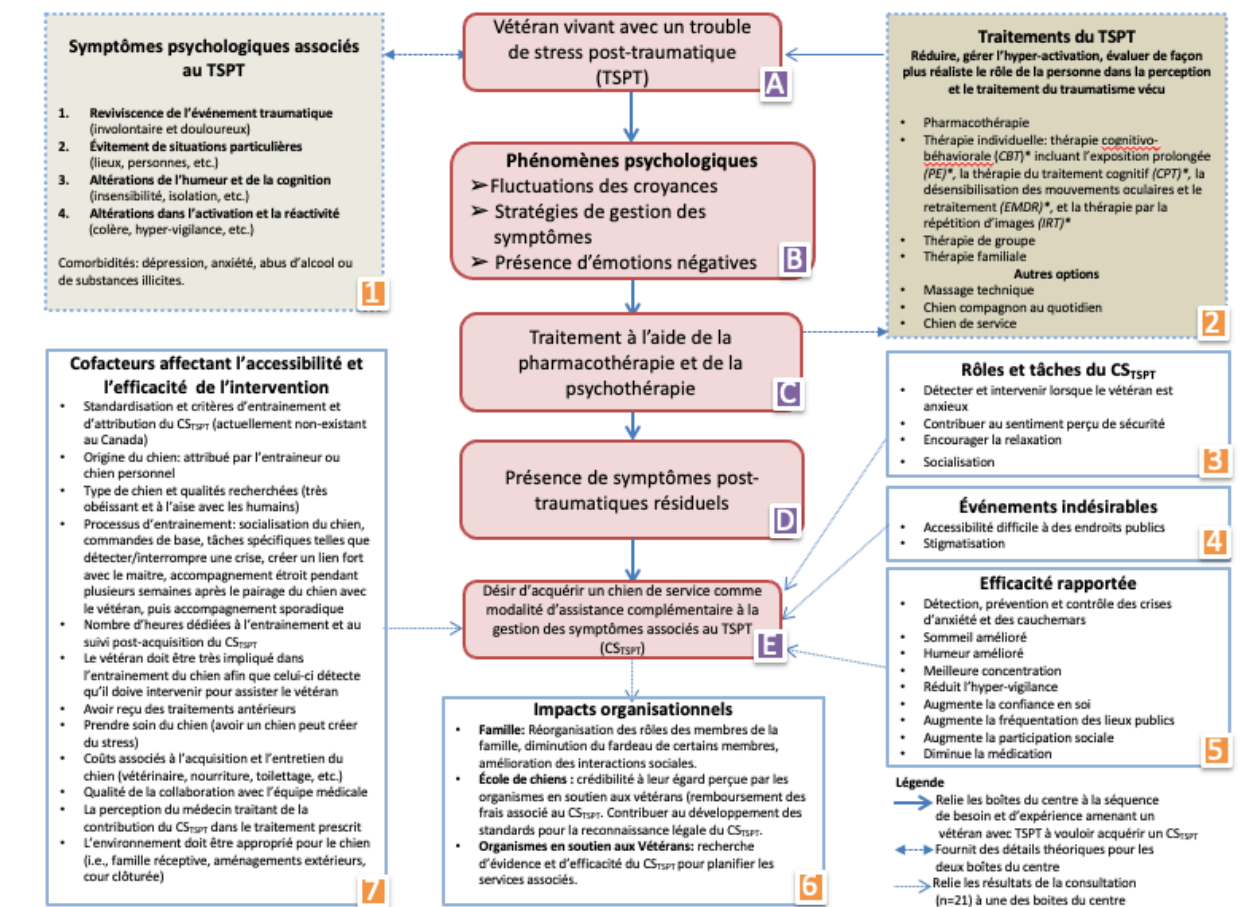 Symptômes psychologiques associés
au TSPT
1. Reviviscence de l'événement traumatique
(involontaire et douloureux)
2. Évitement de situations particulières
(lieux, personnes, etc.)
3. Altérations de l'humeur et de la cognition
(insensibilité, isolation, etc.)
4. Altérations dans l'activation et la réactivité
(colère, hyper-vigilance, etc.)
Comorbidités: dépression, anxiété, abus d'alcool ou
de substances illicites.
1
Vétéran vivant avec un trouble
de stress post-traumatique
(TSPT)
A
Phénomènes psychologiques
➢Fluctuations des croyances
➢ Stratégies de gestion des
symptômes
➢ Présence d'émotions négatives
B
Traitement à l'aide de la
pharmacothérapie et de la
psychothérapie
C
Présence de symptômes post-
traumatiques résiduels
D
Désir d'acquérir un chien de service comme
modalité d'assistance complémentaire à la
gestion des symptômes associés au TSPT
(CSTSPT)
E
Traitements du TSPT
Réduire, gérer l'hyper-activation, évaluer de façon
plus réaliste le rôle de la personne dans la perception
et le traitement du traumatisme vécu
• Pharmacothérapie
• Thérapie individuelle: thérapie cognitivo-
béhaviorale (CBT)* incluant l'exposition prolongée
(PE)*, la thérapie du traitement cognitif (CPT)*, la
désensibilisation des mouvements oculaires et le
retraitement (EMDR)*, et la thérapie par la
répétition d'images (IRT)*
• Thérapie de groupe
• Thérapie familiale
Autres options
• Massage technique
• Chien compagnon au quotidien
• Chien de service
2
Rôles et tâches du CSTSPT
• Détecter et intervenir lorsque le vétéran est
anxieux
• Contribuer au sentiment perçu de sécurité
• Encourager la relaxation
• Socialisation
3
Événements indésirables
• Accessibilité difficile à des endroits publics
• Stigmatisation
4
Efficacité rapportée
• Détection, prévention et contrôle des crises
d'anxiété et des cauchemars
• Sommeil amélioré
• Humeur amélioré
• Meilleure concentration
• Réduit l'hyper-vigilance
• Augmente la confiance en soi
• Augmente la fréquentation des lieux publics
• Augmente la participation sociale
• Diminue la médication
5
Cofacteurs affectant l'accessibilité et
l'efficacité de l'intervention
• Standardisation et critères d'entrainement et
d'attribution du CSTSPT (actuellement non-existant
au Canada)
• Origine du chien: attribué par l'entraineur ou
chien personnel
• Type de chien et qualités recherchées (très
obéissant et à l'aise avec les humains)
• Processus d'entrainement: socialisation du chien,
commandes de base, tâches spécifiques telles que
détecter/interrompre une crise, créer un lien fort
avec le maitre, accompagnement étroit pendant
plusieurs semaines après le pairage du chien avec
le vétéran, puis accompagnement sporadique
• Nombre d'heures dédiées à l'entrainement et au
suivi post-acquisition du CSTSPT
• Le vétéran doit être très impliqué dans
l'entrainement du chien afin que celui-ci détecte
qu'il doive intervenir pour assister le vétéran
• Avoir reçu des traitements antérieurs
• Prendre soin du chien (avoir un chien peut créer
du stress)
• Coûts associés à l'acquisition et l'entretien du
chien (vétérinaire, nourriture, toilettage, etc.)
• Qualité de la collaboration avec l'équipe médicale
• La perception du médecin traitant de la
contribution du CSTSPT dans le traitement prescrit
• L'environnement doit être approprié pour le chien
(i.e., famille réceptive, aménagements extérieurs,
cour clôturée)
7
Impacts organisationnels
• Famille: Réorganisation des rôles des membres de la
famille, diminution du fardeau de certains membres,
amélioration des interactions sociales.
• École de chiens : crédibilité à leur égard perçue par les
organismes en soutien aux vétérans (remboursement des
frais associé au CSTSPT. Contribuer au développement des
standards pour la reconnaissance légale du CSTSPT.
• Organismes en soutien aux Vétérans: recherche
d'évidence et d'efficacité du CSTSPT pour planifier les
services associés.
6
Légende
Relie les boîtes du centre à la séquence
de besoin et d'expérience amenant un
vétéran avec TSPT à vouloir acquérir un CSTSPT
Fournit des détails théoriques pour les
deux boîtes du centre
Relie les résultats de la consultation
(n=21) à une des boites du centre